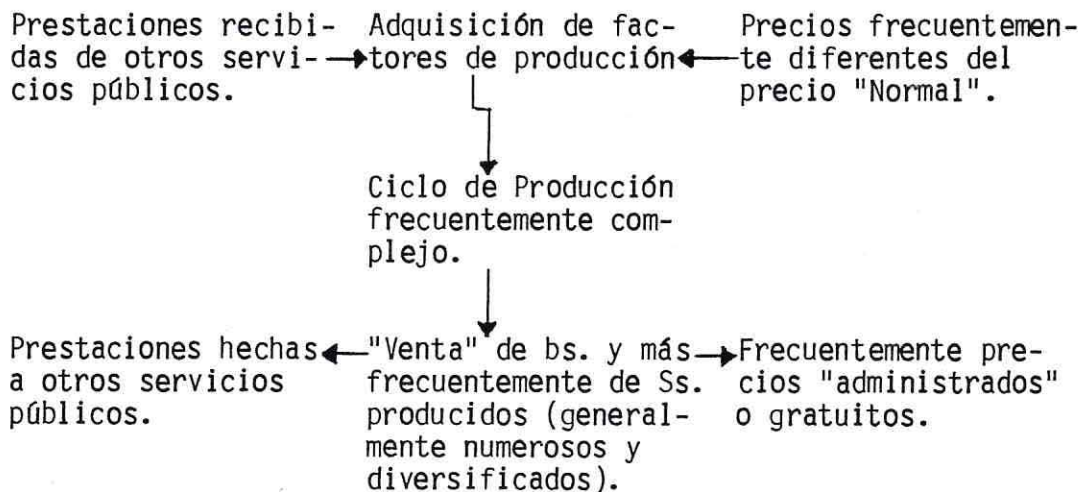 Prestaciones recibi-
das de otros servi-
cios públicos.
Adquisición de fac-
tores de producción
Precios frecuentemen-
te diferentes del
precio "Normal".
Ciclo de Producción
frecuentemente com-
plejo.
Prestaciones hechas
a otros servicios
públicos.
"Venta" de bs. y más
frecuentemente de Ss.
producidos (general-
mente numerosos y
diversificados).
Frecuentemente pre-
cios "administrados"
o gratuitos.